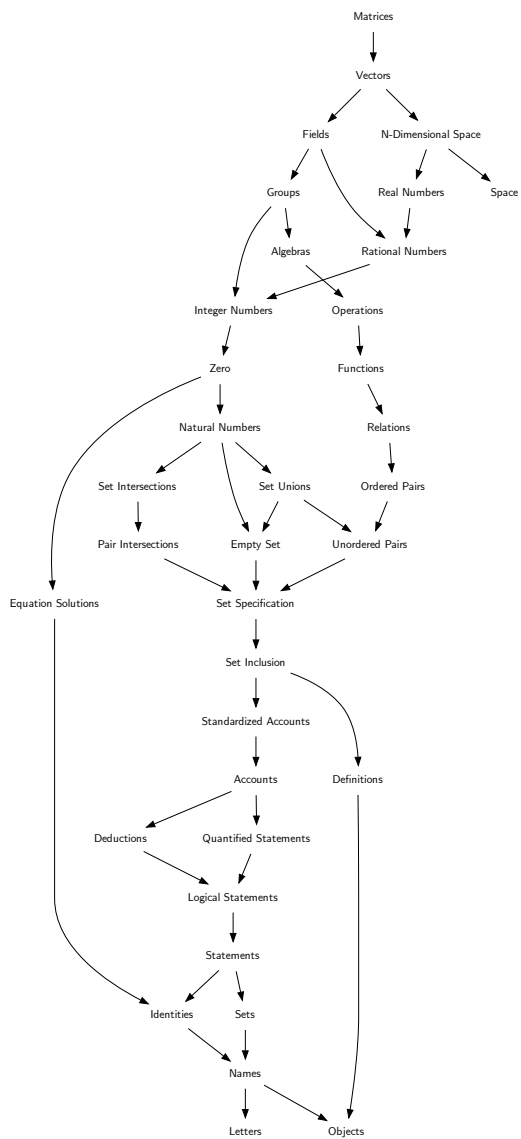 Matrices
Vectors
Fields
N-Dimensional Space
Groups
Real Numbers
Space
Algebras
Rational Numbers
Integer Numbers
Operations
Zero
Functions
Natural Numbers
Relations
Set Intersections
Set Unions
Ordered Pairs
Pair Intersections
Empty Set
Unordered Pairs
Equation Solutions
Set Specification
Set Inclusion
Standardized Accounts
Accounts
Definitions
Deductions
Quantified Statements
Logical Statements
Statements
Identities
Sets
Names
Letters
Objects